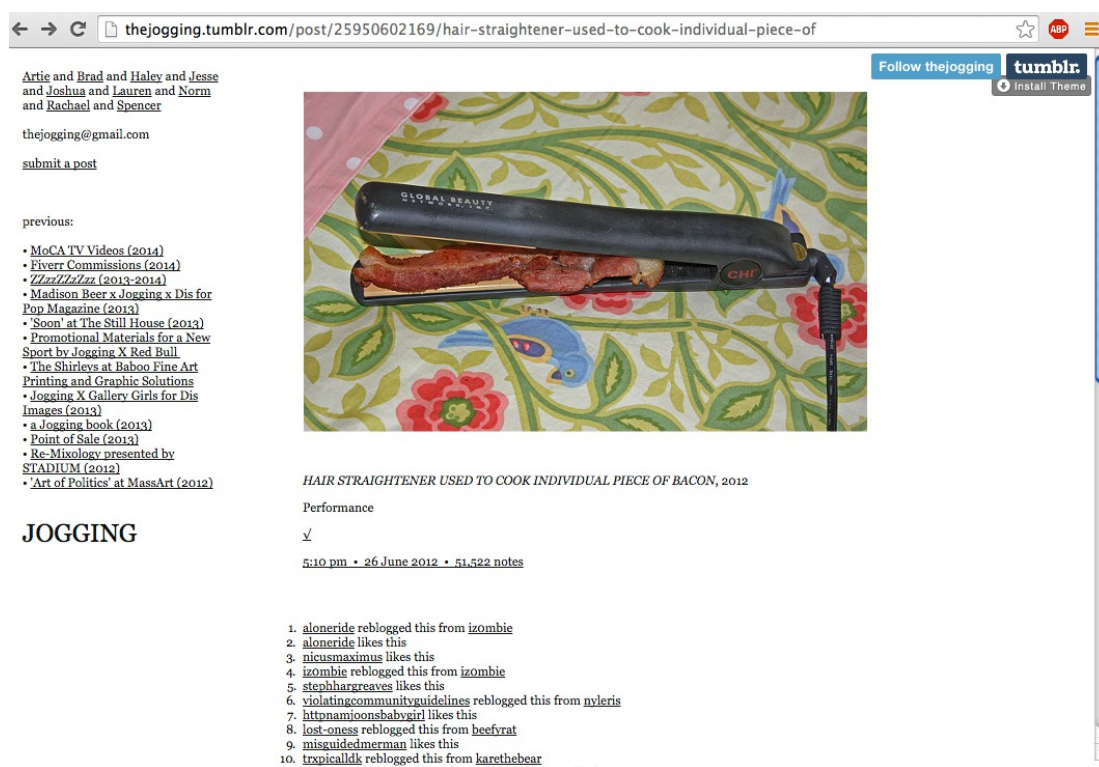 thejogging.tumblr.com/post/25950602169/hair-straightener-used-to-cook-individual-piece-of
ABP
Follow thejogging
tumblr.
Install Theme
Artie and Brad and Haley and Jesse
and Joshua and Lauren and Norm
and Rachael and Spencer
thejogging@gmail.com
submit a post
previous:
• MoCA TV Videos (2014)
• Fiverr Commissions (2014)
• ZZzzZZzZzz (2013-2014)
• Madison Beer x Jogging x Dis for
Pop Magazine (2013)
• 'Soon' at The Still House (2013)
• Promotional Materials for a New
Sport by Jogging X Red Bull
• The Shirleys at Baboo Fine Art
Printing and Graphic Solutions
• Jogging X Gallery Girls for Dis
Images (2013)
• a Jogging book (2013)
• Point of Sale (2013)
• Re-Mixology presented by
STADIUM (2012)
• 'Art of Politics' at MassArt (2012)
JOGGING
GLOBAL BEAUTY
NETWORK, INC.
CHI
HAIR STRAIGHTENER USED TO COOK INDIVIDUAL PIECE OF BACON, 2012
Performance
√
5:10 pm • 26 June 2012 • 51,522 notes
1. aloneride reblogged this from iz0mbie
2. aloneride likes this
3. nicusmaximus likes this
4. iz0mbie reblogged this from iz0mbie
5. stephhargreaves likes this
6. violatingcommunityguidelines reblogged this from nyleris
7. httpnamjoonsbabygirl likes this
8. lost-oness reblogged this from beefyrat
9. misguidedmerman likes this
10. trxpicalldk reblogged this from karethebear